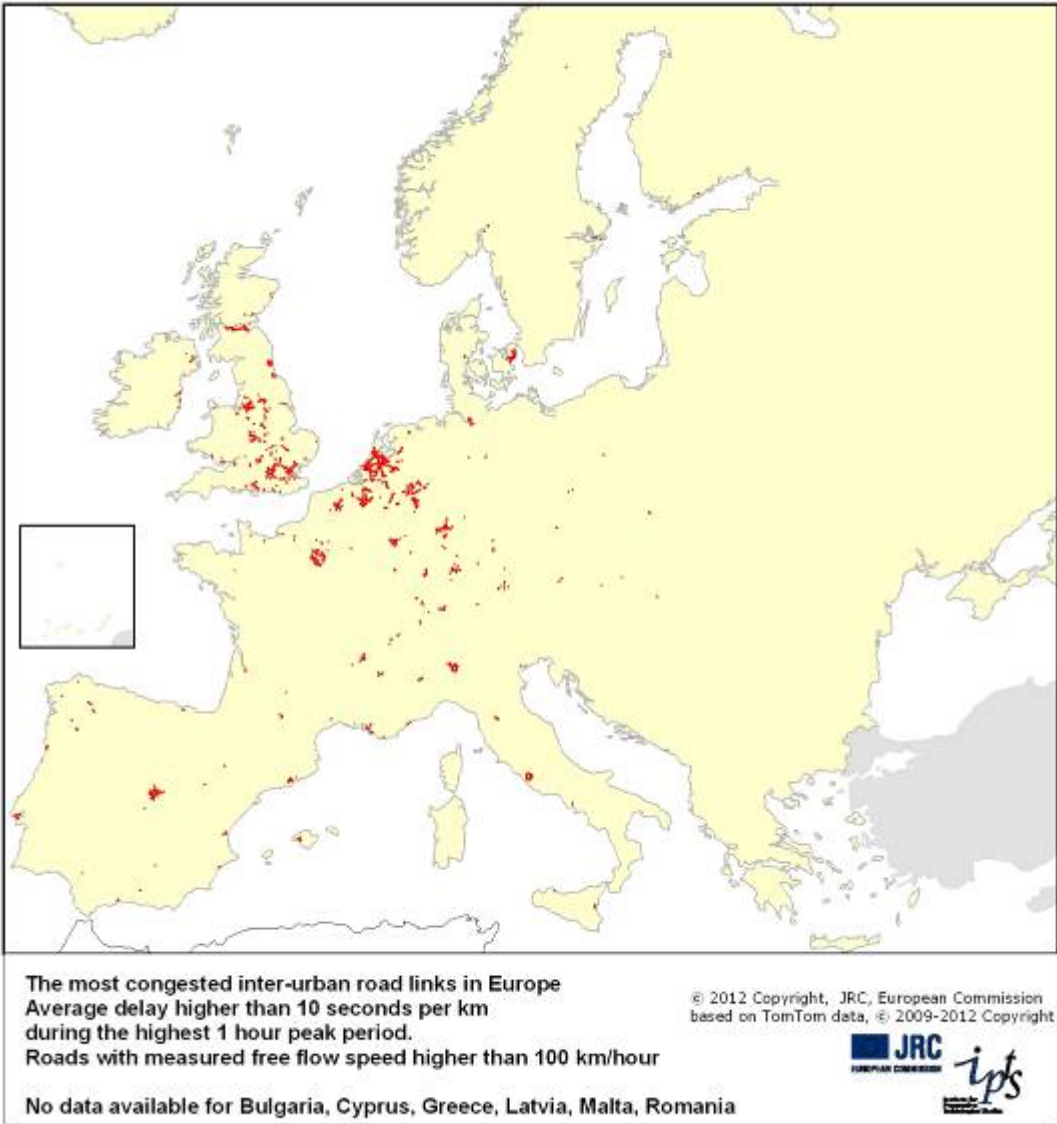 The most congested inter-urban road links in Europe
Average delay higher than 10 seconds per km
during the highest 1 hour peak period.
Roads with measured free flow speed higher than 100 km/hour
No data available for Bulgaria, Cyprus, Greece, Latvia, Malta, Romania
© 2012 Copyright, JRC, European Commission
based on TomTom data, © 2009-2012 Copyright
JRC
EUROPEAN COMMISSION
ipts